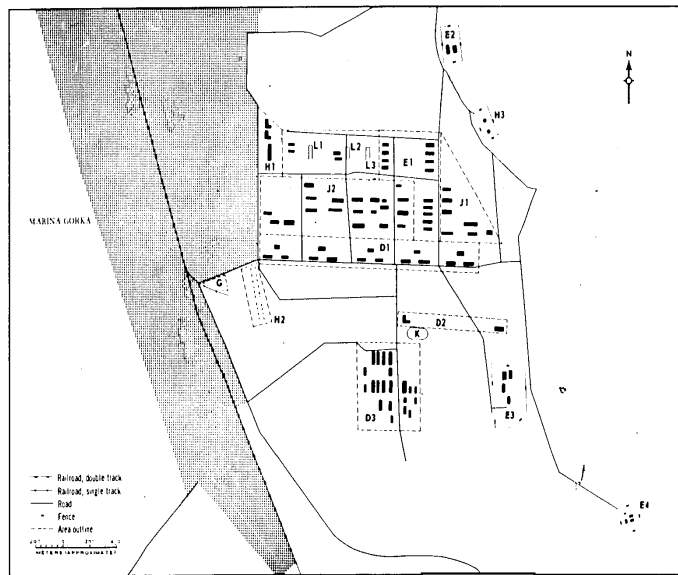 E2
N
H3
L1
L2
L3
E1
H1
J2
J1
MARINA GORKA
D1
G
H2
D2
K
D3
E3
E4
Railroad, double track
Railroad, single track
Road
Fence
Area outline
METERS (APPROXIMATE)